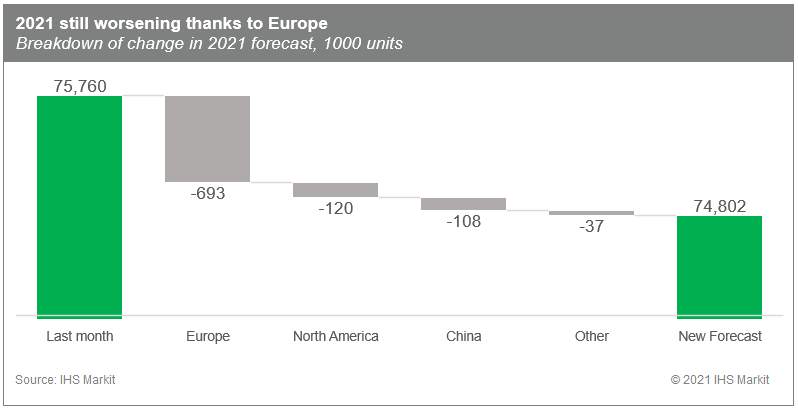 2021 still worsening thanks to Europe
Breakdown of change in 2021 forecast, 1000 units
75,760
-693
-120
-108
-37
74,802
Last month
Europe
North America
China
Other
New Forecast
Source: IHS Markit
© 2021 IHS Markit